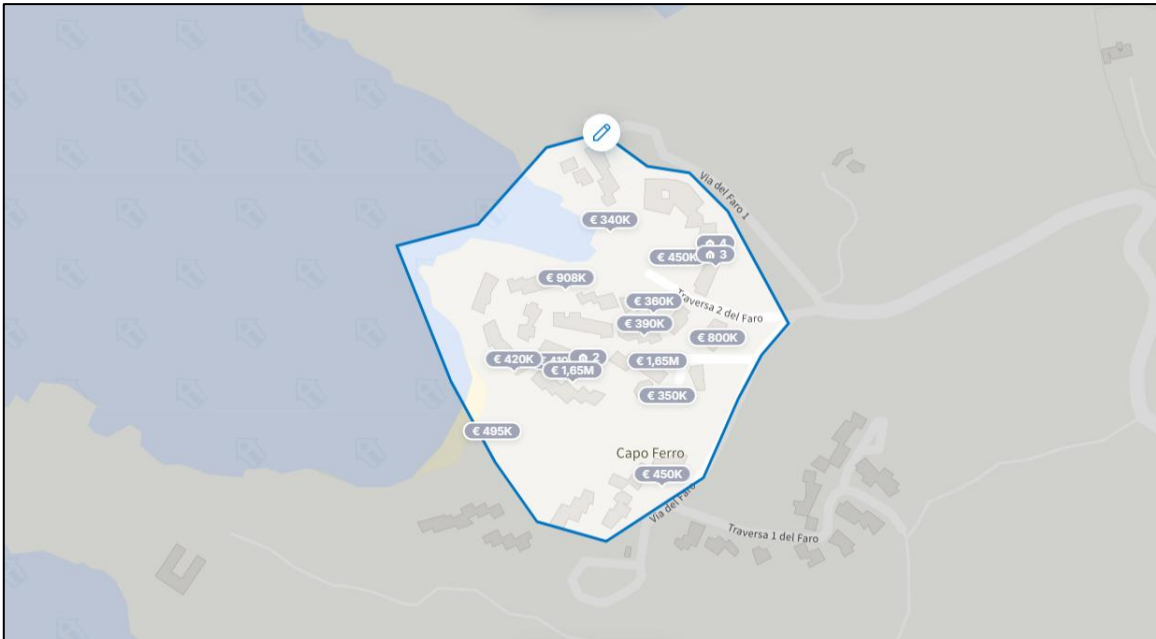 Via del Faro 1
€ 340K
4
€ 450K
3
€ 908K
€ 360K
Traversa 2 del Faro
€ 390K
€ 800K
€ 420K
2
€ 1,65M
€ 1,65M
€ 350K
€ 495K
Capo Ferro
€ 450K
Via del Faro
Traversa 1 del Faro